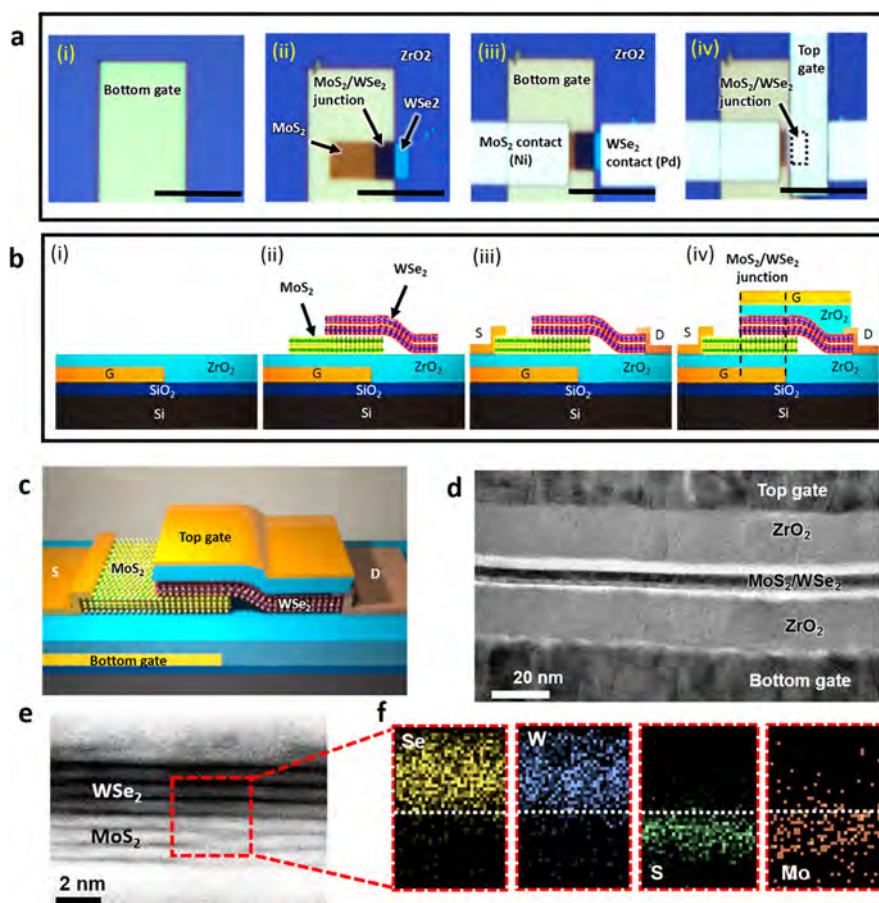 a
(i)
Bottom gate
(ii)
ZrO2
MoS₂/WSe₂
junction
WSe2
MoS₂
(iii)
Bottom gate
ZrO2
MoS₂ contact
(Ni)
WSe₂
contact (Pd)
(iv)
Top
gate
MoS₂/WSe₂
junction
b
(i)
G
ZrO₂
SiO₂
Si
(ii)
WSe₂
MoS₂
G
ZrO₂
SiO₂
Si
(iii)
S
D
G
ZrO₂
SiO₂
Si
(iv)
MoS₂/WSe₂
junction
G
ZrO₂
S
D
G
ZrO₂
SiO₂
Si
c
Top gate
MoS₂
S
D
WSe₂
Bottom gate
d
Top gate
ZrO₂
MoS₂/WSe₂
ZrO₂
20 nm
Bottom gate
e
WSe₂
MoS₂
2 nm
f
Se
W
S
Mo